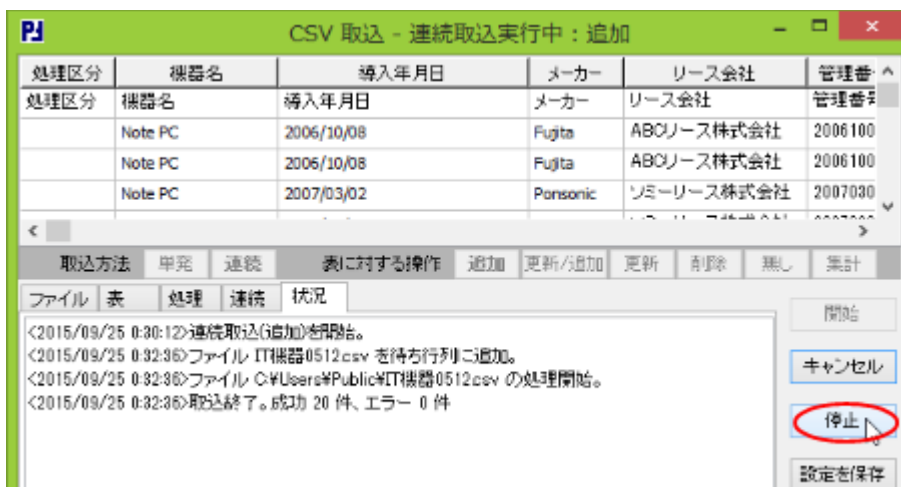 CSV 取込 - 連続取込実行中：追加
処理区分 機器名 導入年月日 メーカー リース会社 管理番
処理区分 機器名 導入年月日 メーカー リース会社 管理番号
Note PC 2006/10/08 Fujita ABCリース株式会社 2006100
Note PC 2006/10/08 Fujita ABCリース株式会社 2006100
Note PC 2007/03/02 Ponsonic ソミーリース株式会社 2007030
取込方法 単発 連続 表に対する操作 追加 更新/追加 更新 削除 無し 集計
ファイル 表 処理 連続 状況
開始
<2015/09/25 0:30:12>連続取込(追加)を開始。
<2015/09/25 0:32:36>ファイル IT機器0512.csv を待ち行列に追加。
<2015/09/25 0:32:36>ファイル C:¥Users¥Public¥IT機器0512.csv の処理開始。
<2015/09/25 0:32:36>取込終了。成功 20 件、エラー 0 件
キャンセル
停止
設定を保存